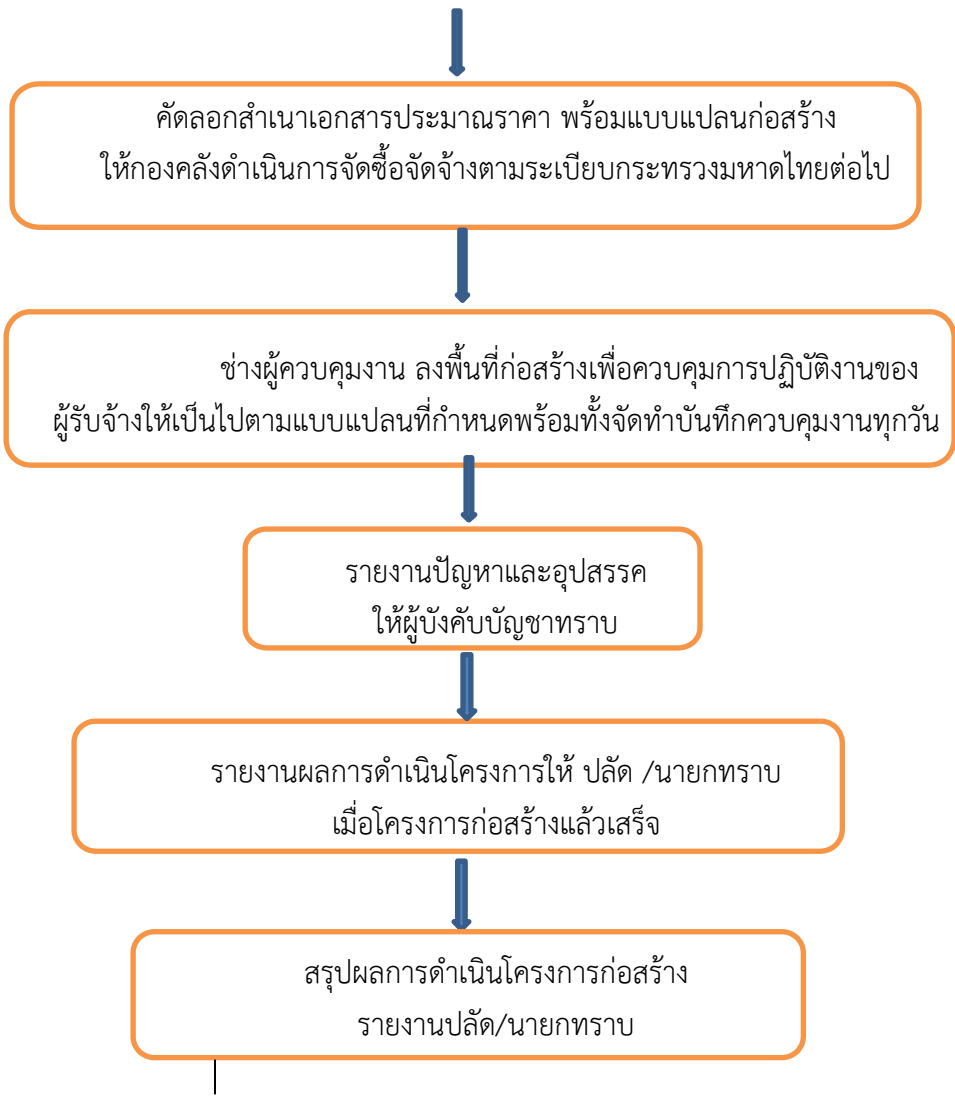 คัดลอกสำเนาเอกสารประมาณราคา พร้อมแบบแปลนก่อสร้าง
ให้กองคลังดำเนินการจัดซื้อจัดจ้างตามระเบียบกระทรวงมหาดไทยต่อไป
ช่างผู้ควบคุมงาน ลงพื้นที่ก่อสร้างเพื่อควบคุมการปฏิบัติงานของ
ผู้รับจ้างให้เป็นไปตามแบบแปลนที่กำหนดพร้อมทั้งจัดทำบันทึกควบคุมงานทุกวัน
รายงานปัญหาและอุปสรรค
ให้ผู้บังคับบัญชาทราบ
รายงานผลการดำเนินโครงการให้ ปลัด /นายกทราบ
เมื่อโครงการก่อสร้างแล้วเสร็จ
สรุปผลการดำเนินโครงการก่อสร้าง
รายงานปลัด/นายกทราบ